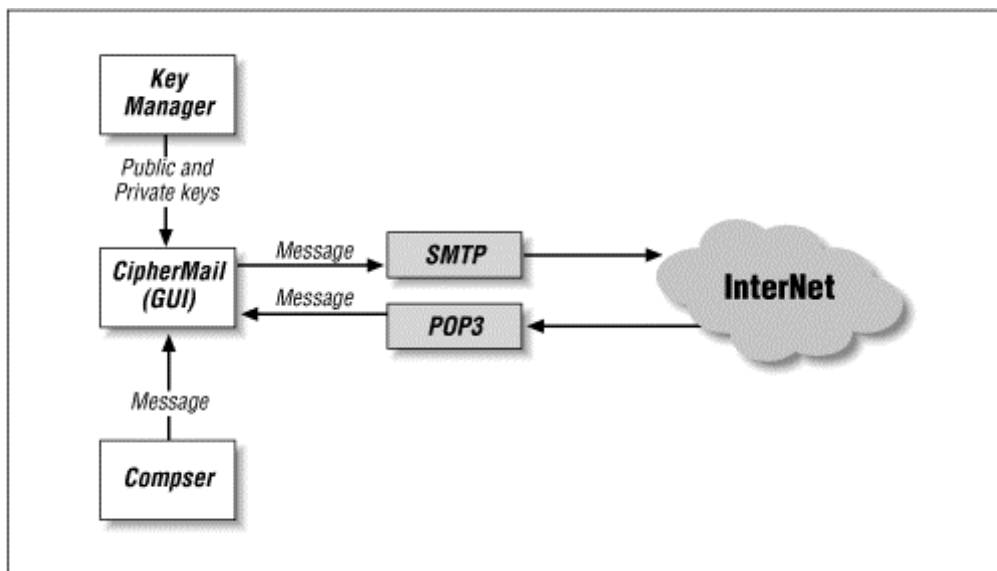 Key
Manager
Public and
Private keys
CipherMail
(GUI)
Message
SMTP
Message
POP3
InterNet
Message
Compser